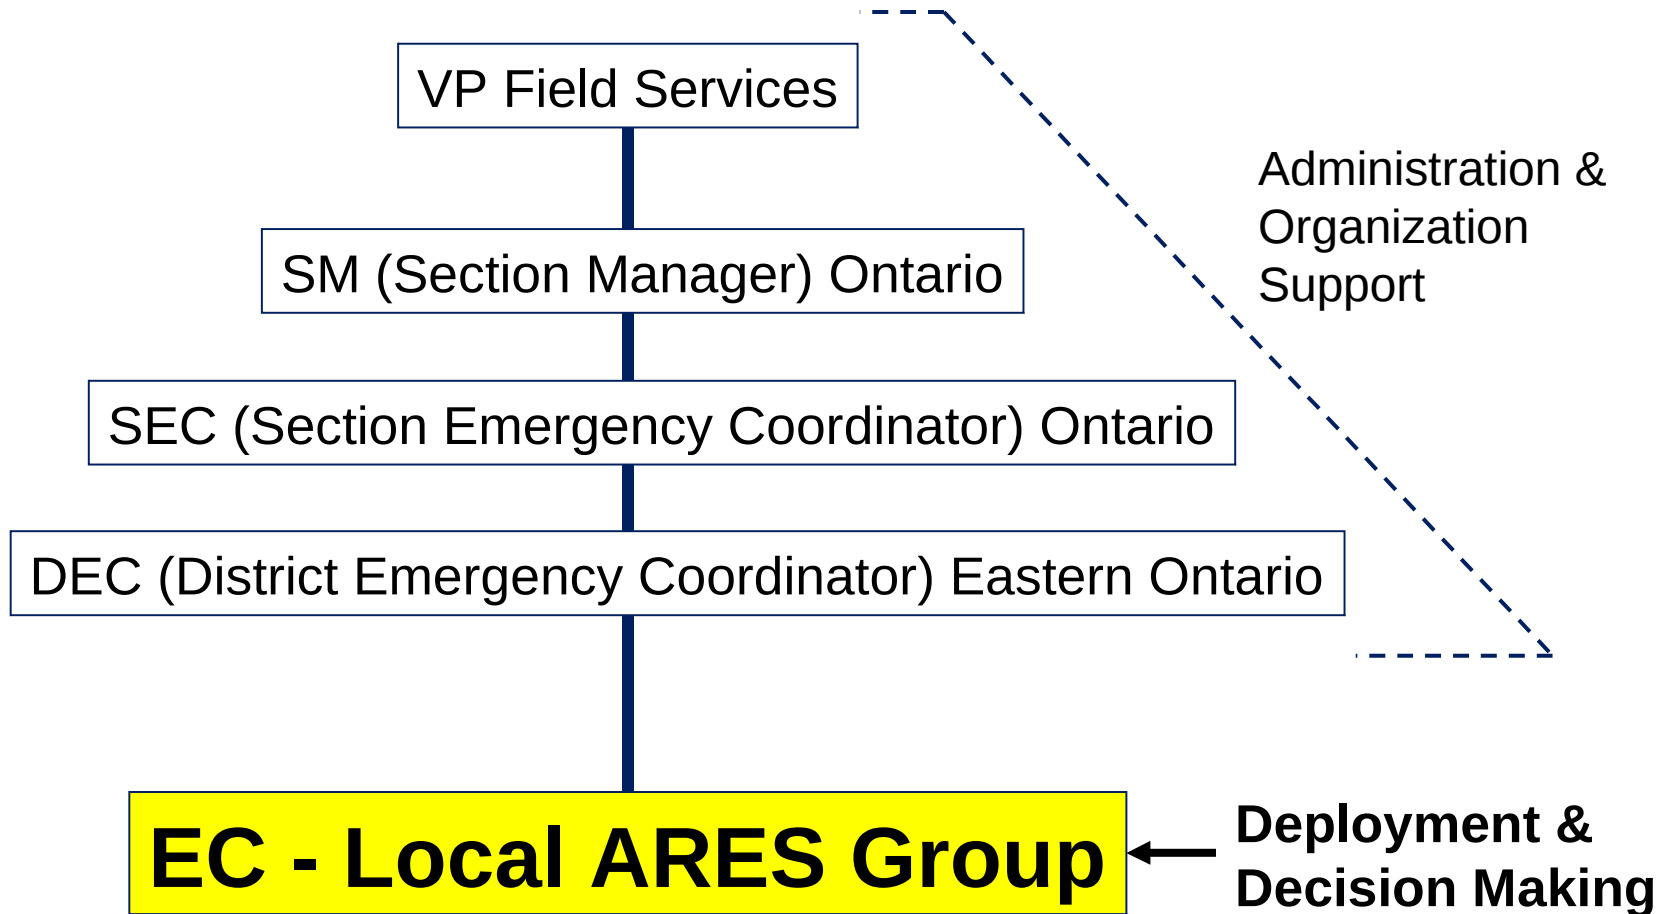 VP Field Services
Administration &
Organization
Support
SM (Section Manager) Ontario
SEC (Section Emergency Coordinator) Ontario
DEC (District Emergency Coordinator) Eastern Ontario
EC - Local ARES Group
Deployment &
Decision Making